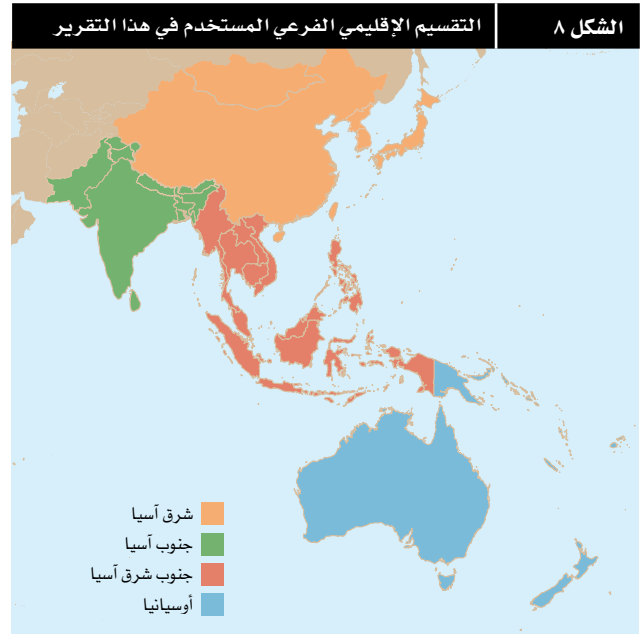 الشكل ٨
التقسيم الإقليمي الفرعي المستخدم في هذا التقرير
شرق آسيا
جنوب آسيا
جنوب شرق آسيا
أوسيانيا